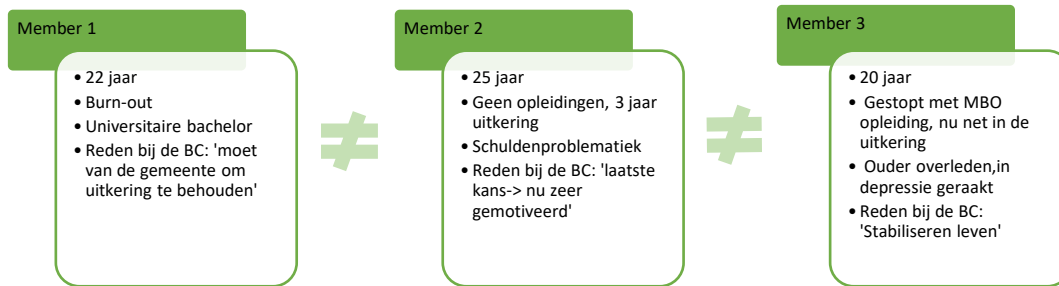 Member 1
• 22 jaar
• Burn-out
• Universitaire bachelor
• Reden bij de BC: 'moet
van de gemeente om
uitkering te behouden'
≠
Member 2
• 25 jaar
• Geen opleidingen, 3 jaar
uitkering
• Schuldenproblematiek
• Reden bij de BC: 'laatste
kans-> nu zeer
gemotiveerd'
≠
Member 3
• 20 jaar
• Gestopt met MBO
opleiding, nu net in de
uitkering
• Ouder overleden,in
depressie geraakt
• Reden bij de BC:
'Stabiliseren leven'